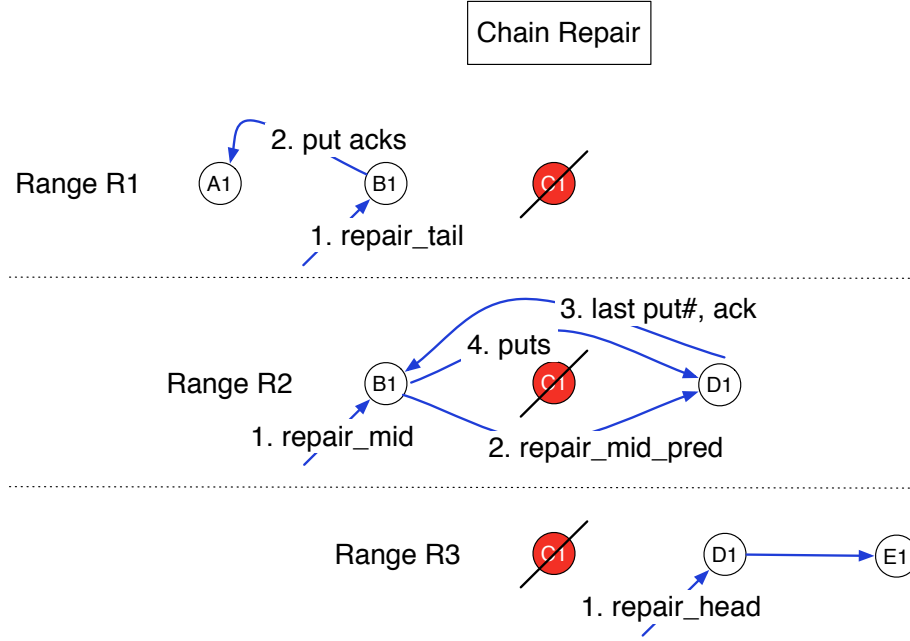 Chain Repair
2. put acks
Range R1
A1
B1
C1
1. repair_tail
3. last put#, ack
4. puts
Range R2
B1
C1
D1
1. repair_mid
2. repair_mid_pred
Range R3
C1
D1
E1
1. repair_head